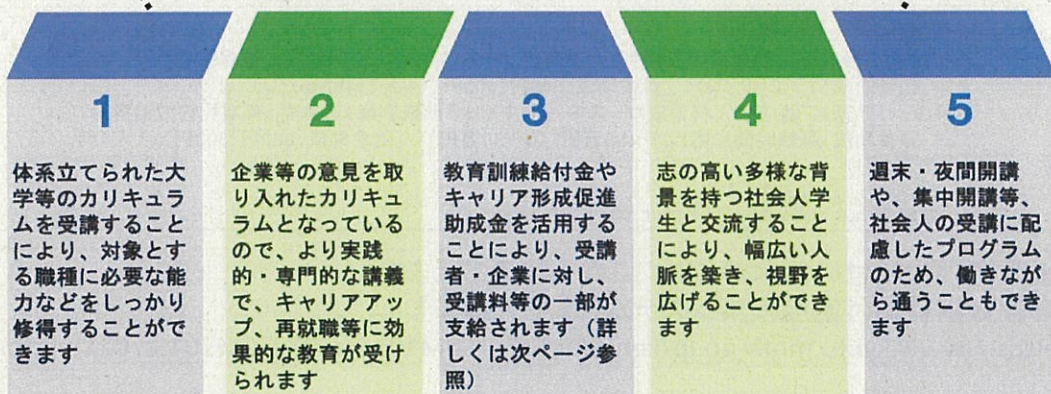 1
体系立てられた大
学等のカリキュラ
ムを受講すること
により、対象とす
る職種に必要な能
力などをしっかり
修得することがで
きます
2
企業等の意見を取
り入れたカリキュ
ラムとなっている
ので、より実践
的・専門的な講義
で、キャリアアッ
プ、再就職等に効
果的な教育が受け
られます
3
教育訓練給付金や
キャリア形成促進
助成金を活用する
ことにより、受講
者・企業に対し、
受講料等の一部が
支給されます（詳
しくは次ページ参
照）
4
志の高い多様な背
景を持つ社会人学
生と交流すること
により、幅広い人
脈を築き、視野を
広げることができ
ます
5
週末・夜間開講
や、集中開講等、
社会人の受講に配
慮したプログラム
のため、働きなが
ら通うこともでき
ます